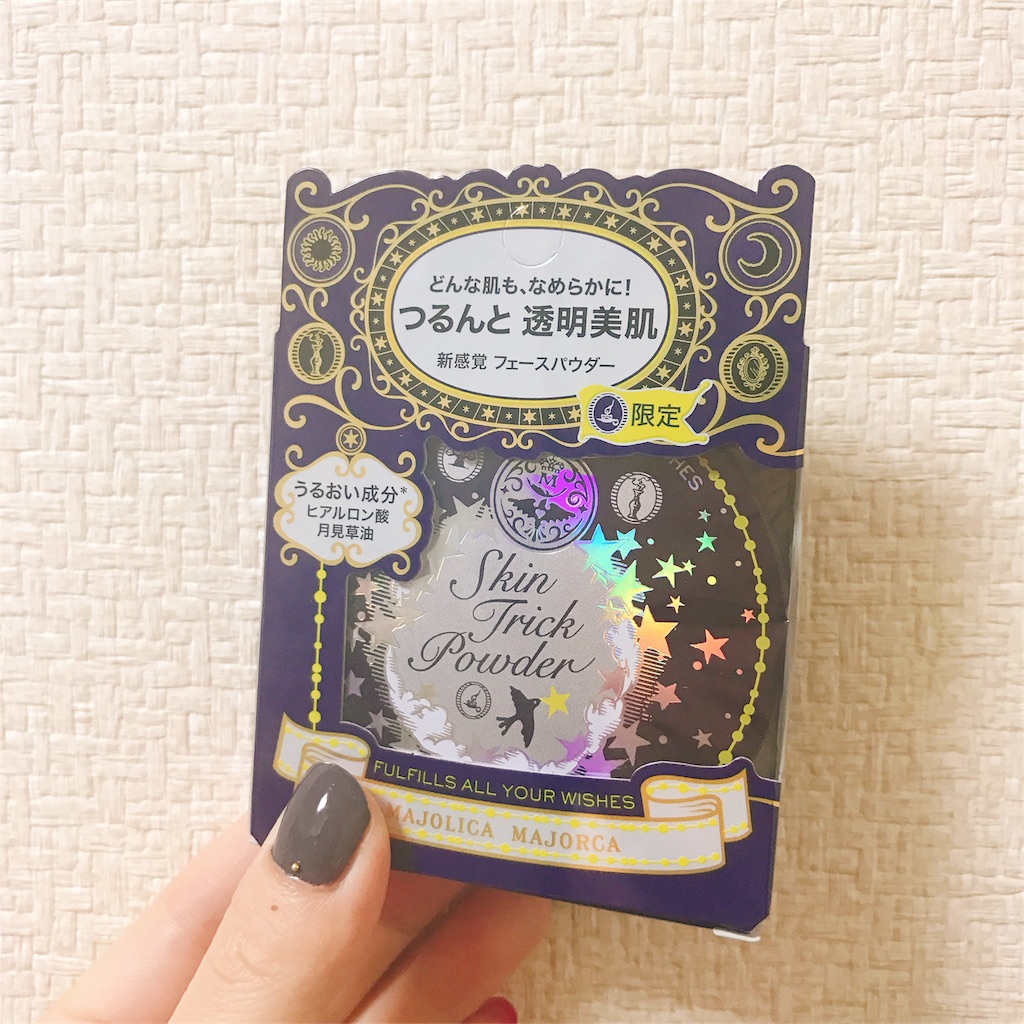 どんな肌も、なめらかに!
つるんと 透明美肌
新感覚 フェースパウダー
限定
うるおい成分*
ヒアルロン酸
月見草油
WISHES
M
Skin
Trick
Powder
FULFILLS ALL YOUR WISHES
MAJOLICA MAJORCA